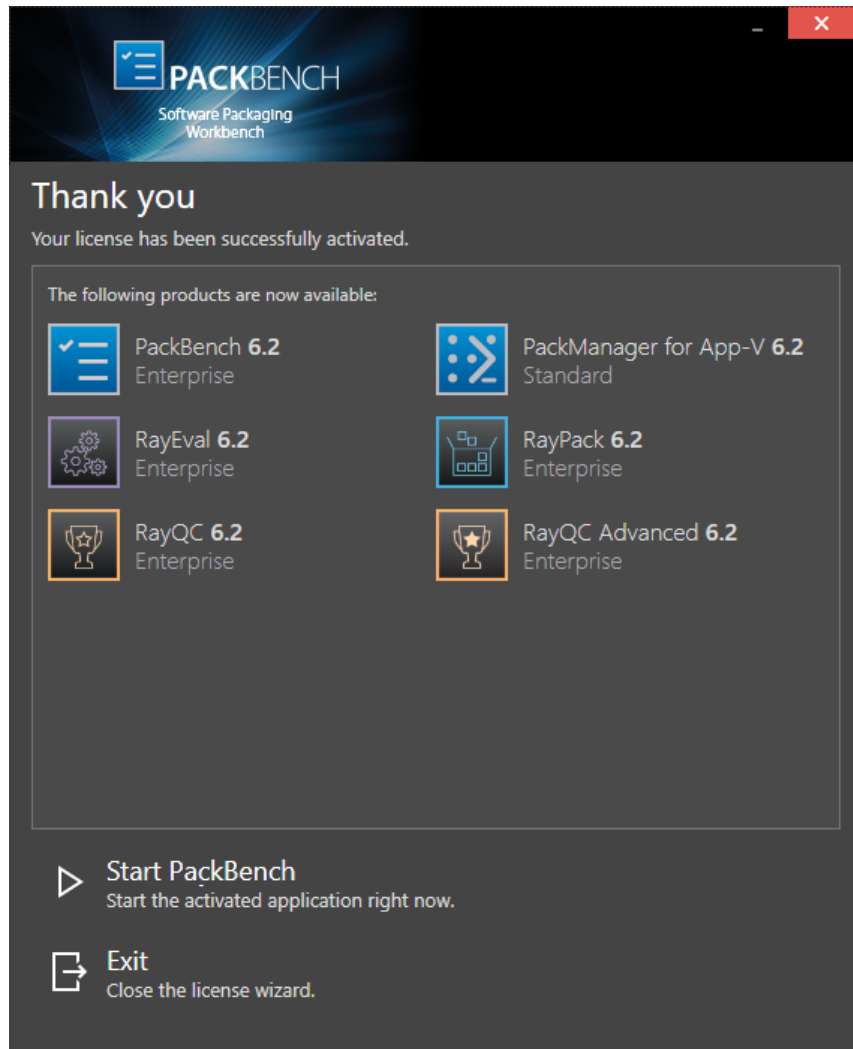 PACKBENCH
Software Packaging
Workbench
Thank you
Your license has been successfully activated.
The following products are now available:
PackBench 6.2
Enterprise
PackManager for App-V 6.2
Standard
RayEval 6.2
Enterprise
RayPack 6.2
Enterprise
RayQC 6.2
Enterprise
RayQC Advanced 6.2
Enterprise
Start PackBench
Start the activated application right now.
Exit
Close the license wizard.